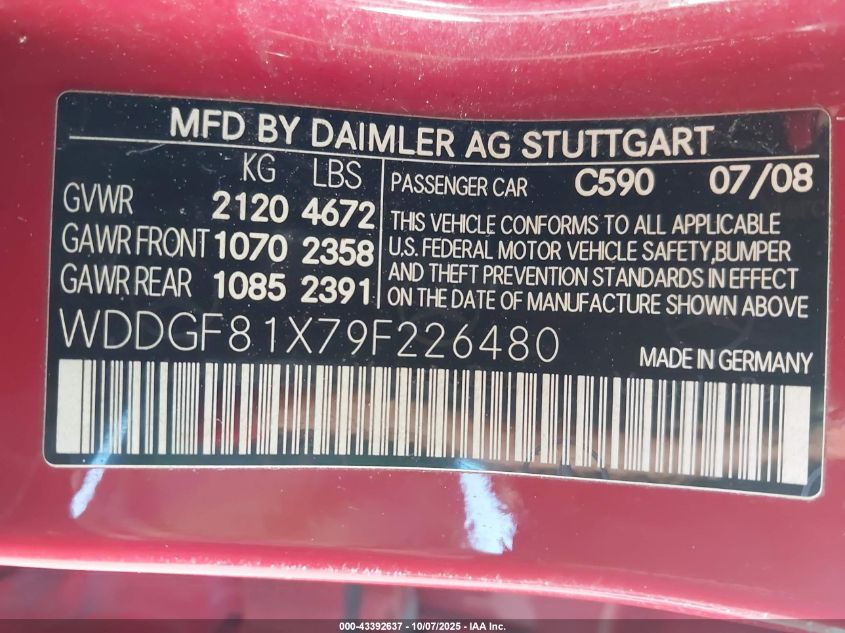 MFD BY DAIMLER AG STUTTGART
KG LBS
GVWR 2120 4672
GAWR FRONT 1070 2358
GAWR REAR 1085 2391
PASSENGER CAR C590 07/08
THIS VEHICLE CONFORMS TO ALL APPLICABLE
U.S. FEDERAL MOTOR VEHICLE SAFETY,BUMPER
AND THEFT PREVENTION STANDARDS IN EFFECT
ON THE DATE OF MANUFACTURE SHOWN ABOVE
WDDGF81X79F226480
MADE IN GERMANY
000-43392637 - 10/07/2025 - IAA Inc.